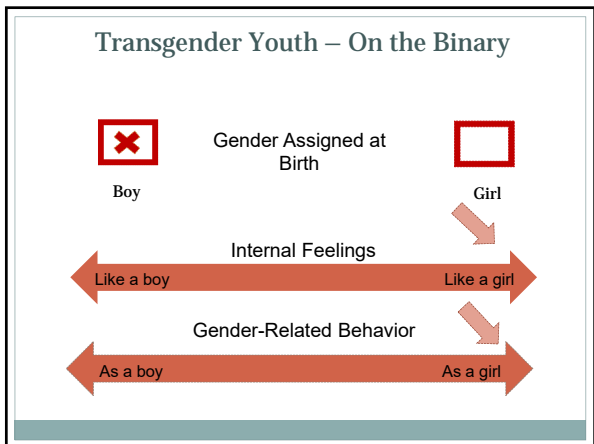 Transgender Youth – On the Binary
Gender Assigned at
Birth
Boy
Girl
Internal Feelings
Like a boy
Like a girl
Gender-Related Behavior
As a boy
As a girl